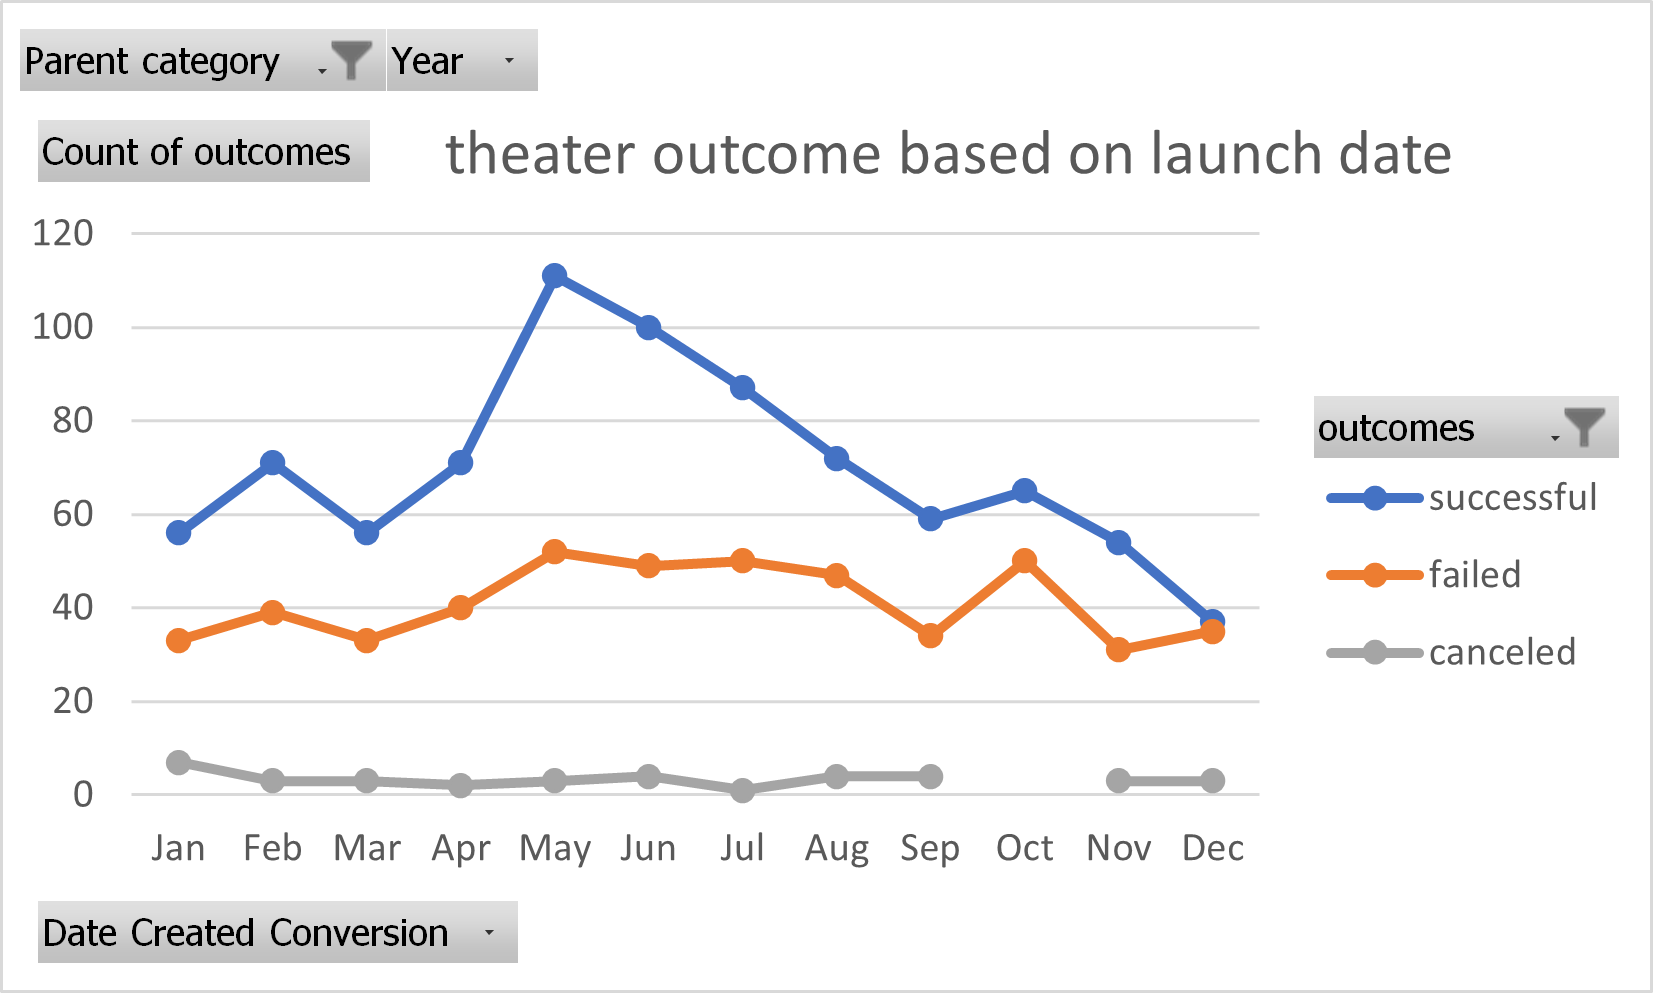 Parent category Year
Count of outcomes
theater outcome based on launch date
120
100
80
60
40
20
0
Jan Feb Mar Apr May Jun Jul Aug Sep Oct Nov Dec
outcomes
successful
failed
canceled
Date Created Conversion